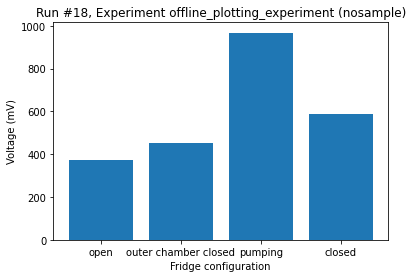 Run #18, Experiment offline_plotting_experiment (nosample)
1000
800
600
400
200
0
Voltage (mV)
open outer chamber closed pumping closed
Fridge configuration